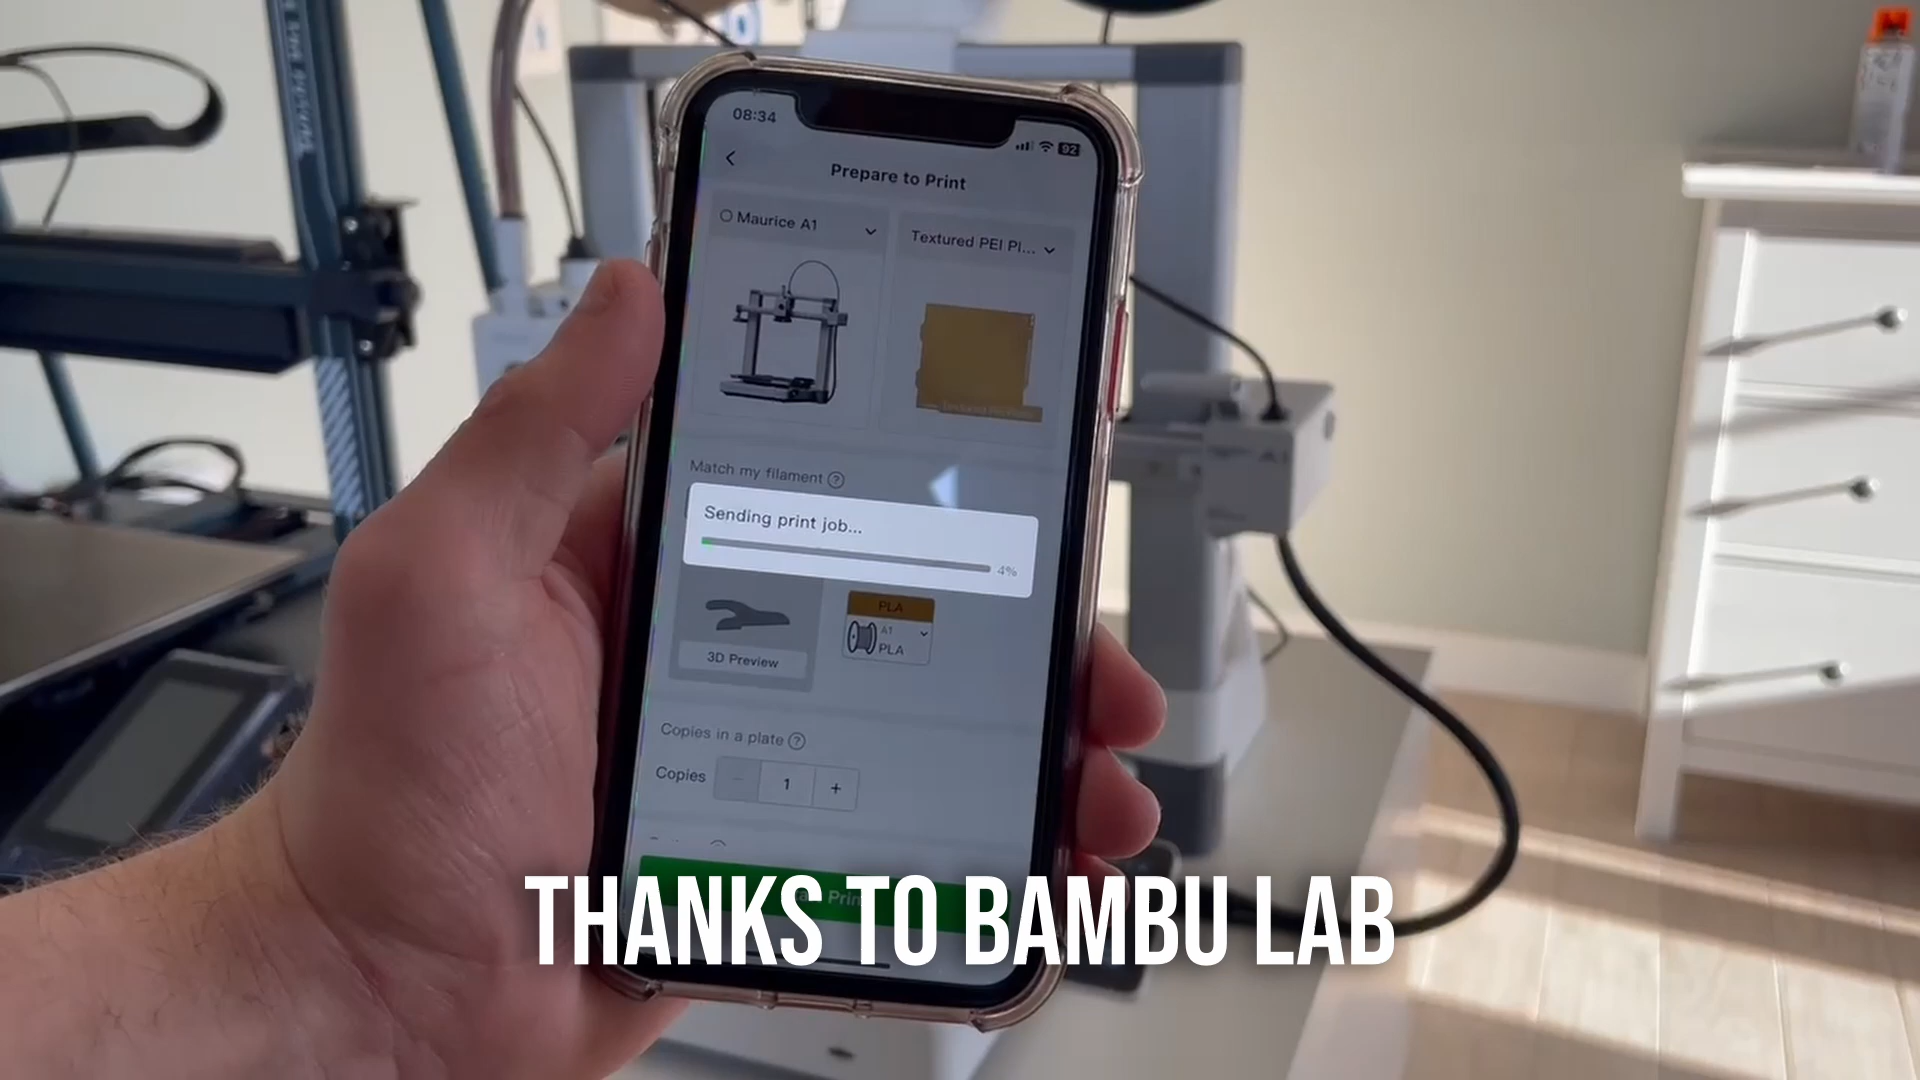 08:34
92
Prepare to Print
Maurice A1
Textured PEI Pl...
Match my filament ?
Sending print job...
4%
PLA
A1
PLA
3D Preview
Copies in a plate ?
Copies
1
+
THANKS TO BAMBU LAB